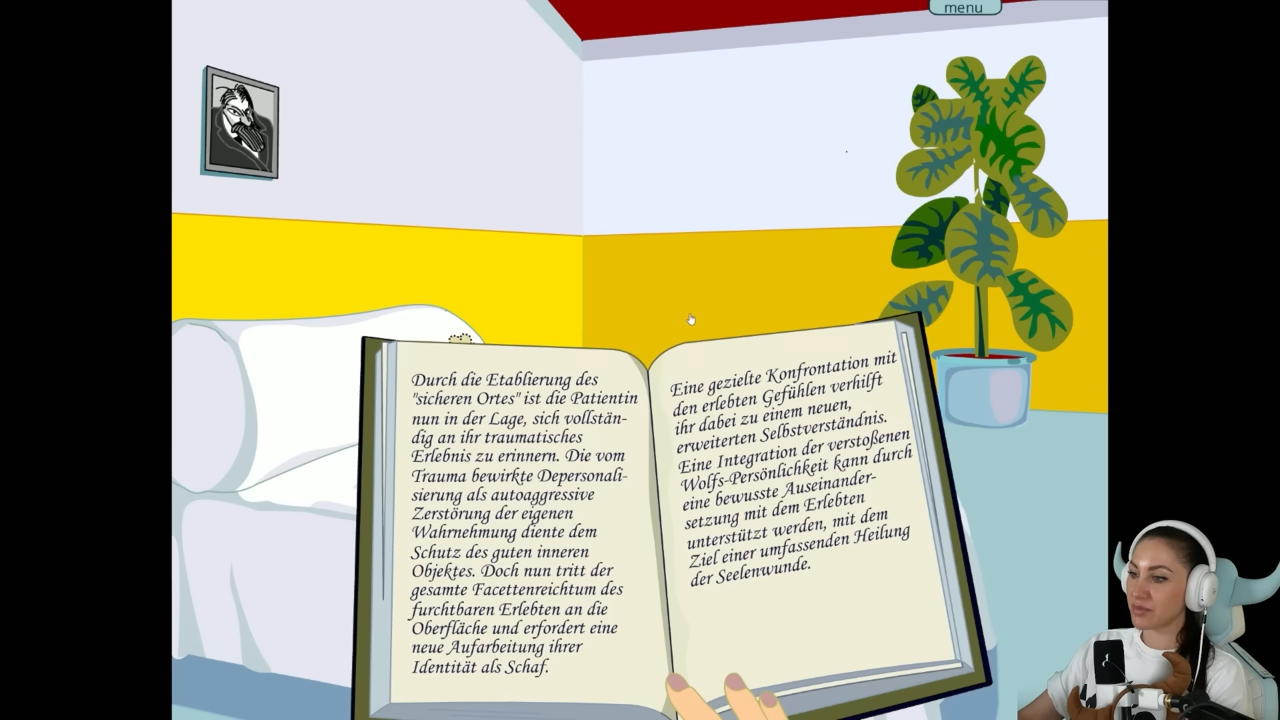 menu
Durch die Etablierung des
"sicheren Ortes" ist die Patientin
nun in der Lage, sich vollstän-
dig an ihr traumatisches
Erlebnis zu erinnern. Die vom
Trauma bewirkte Depersonali-
sierung als autoaggressive
Zerstörung der eigenen
Wahrnehmung diente dem
Schutz des guten inneren
Objektes. Doch nun tritt der
gesamte Facettenreichtum des
furchtbaren Erlebten an die
Oberfläche und erfordert eine
neue Aufarbeitung ihrer
Identität als Schaf.
Eine gezielte Konfrontation mit
den erlebten Gefühlen verhilft
ihr dabei zu einem neuen,
erweiterten Selbstverständnis.
Eine Integration der verstoßenen
Wolfs-Persönlichkeit kann durch
eine bewusste Auseinander-
setzung mit dem Erlebten
unterstützt werden, mit dem
Ziel einer umfassenden Heilung
der Seelenwunde.